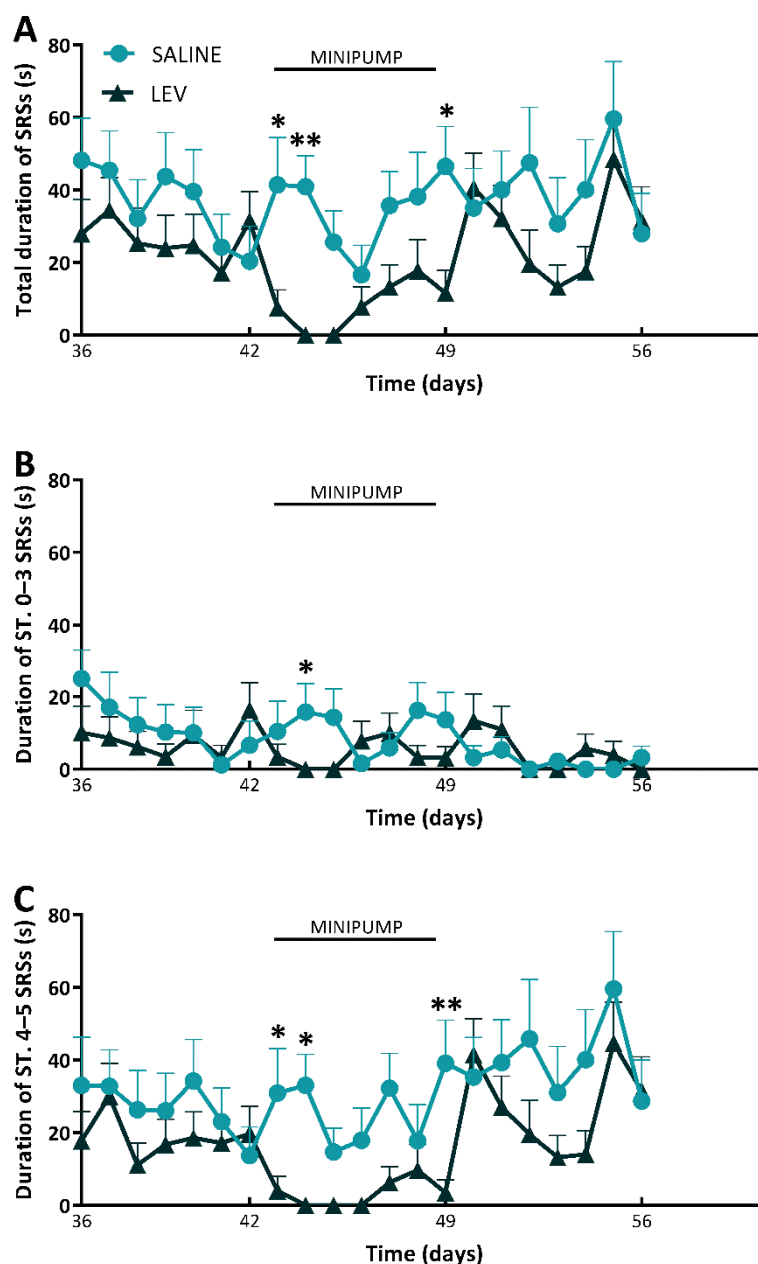 A
SALINE
LEV
MINIPUMP
*
**
*
Total duration of SRSs (s)
80
60
40
20
0
36
42
49
56
Time (days)
B
MINIPUMP
*
Duration of ST. 0–3 SRSs (s)
80
60
40
20
0
36
42
49
56
Time (days)
C
MINIPUMP
*
*
**
Duration of ST. 4–5 SRSs (s)
80
60
40
20
0
36
42
49
56
Time (days)